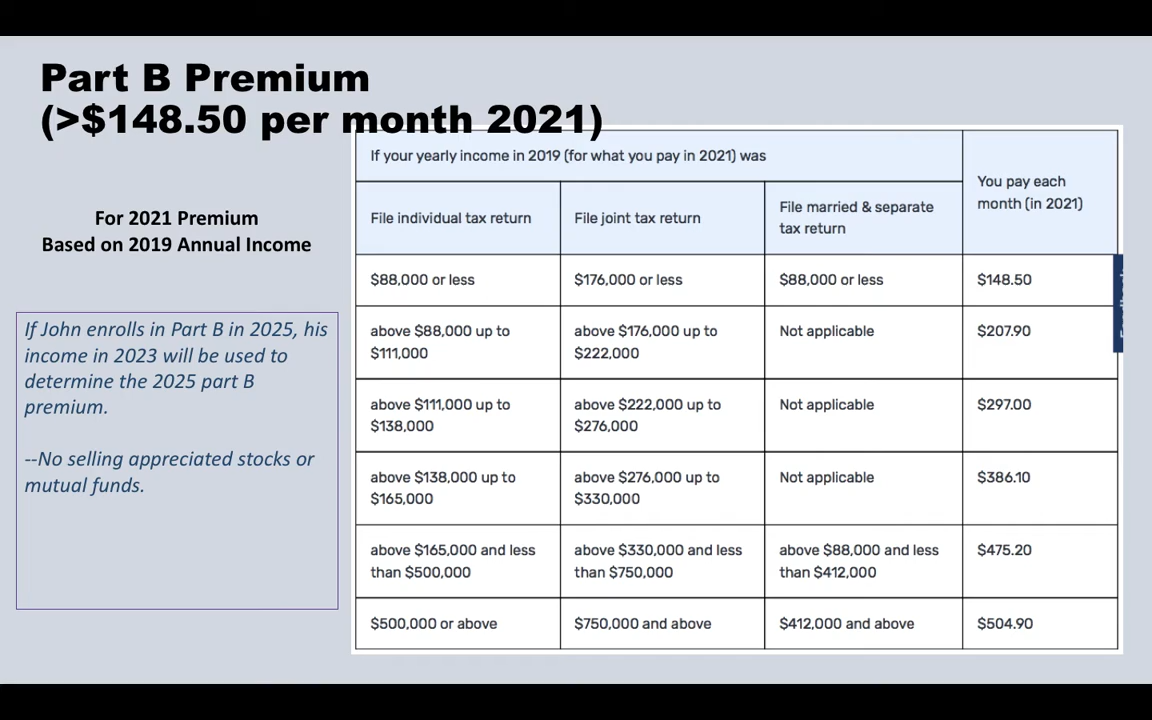 Part B Premium
(>$148.50 per month 2021)
For 2021 Premium
Based on 2019 Annual Income
If John enrolls in Part B in 2025, his
income in 2023 will be used to
determine the 2025 part B
premium.
--No selling appreciated stocks or
mutual funds.
If your yearly income in 2019 (for what you pay in 2021) was
You pay each
month (in 2021)
File individual tax return
File joint tax return
File married & separate
tax return
$88,000 or less
$176,000 or less
$88,000 or less
$148.50
above $88,000 up to
$111,000
above $176,000 up to
$222,000
Not applicable
$207.90
above $111,000 up to
$138,000
above $222,000 up to
$276,000
Not applicable
$297.00
above $138,000 up to
$165,000
above $276,000 up to
$330,000
Not applicable
$386.10
above $165,000 and less
than $500,000
above $330,000 and less
than $750,000
above $88,000 and less
than $412,000
$475.20
$500,000 or above
$750,000 and above
$412,000 and above
$504.90